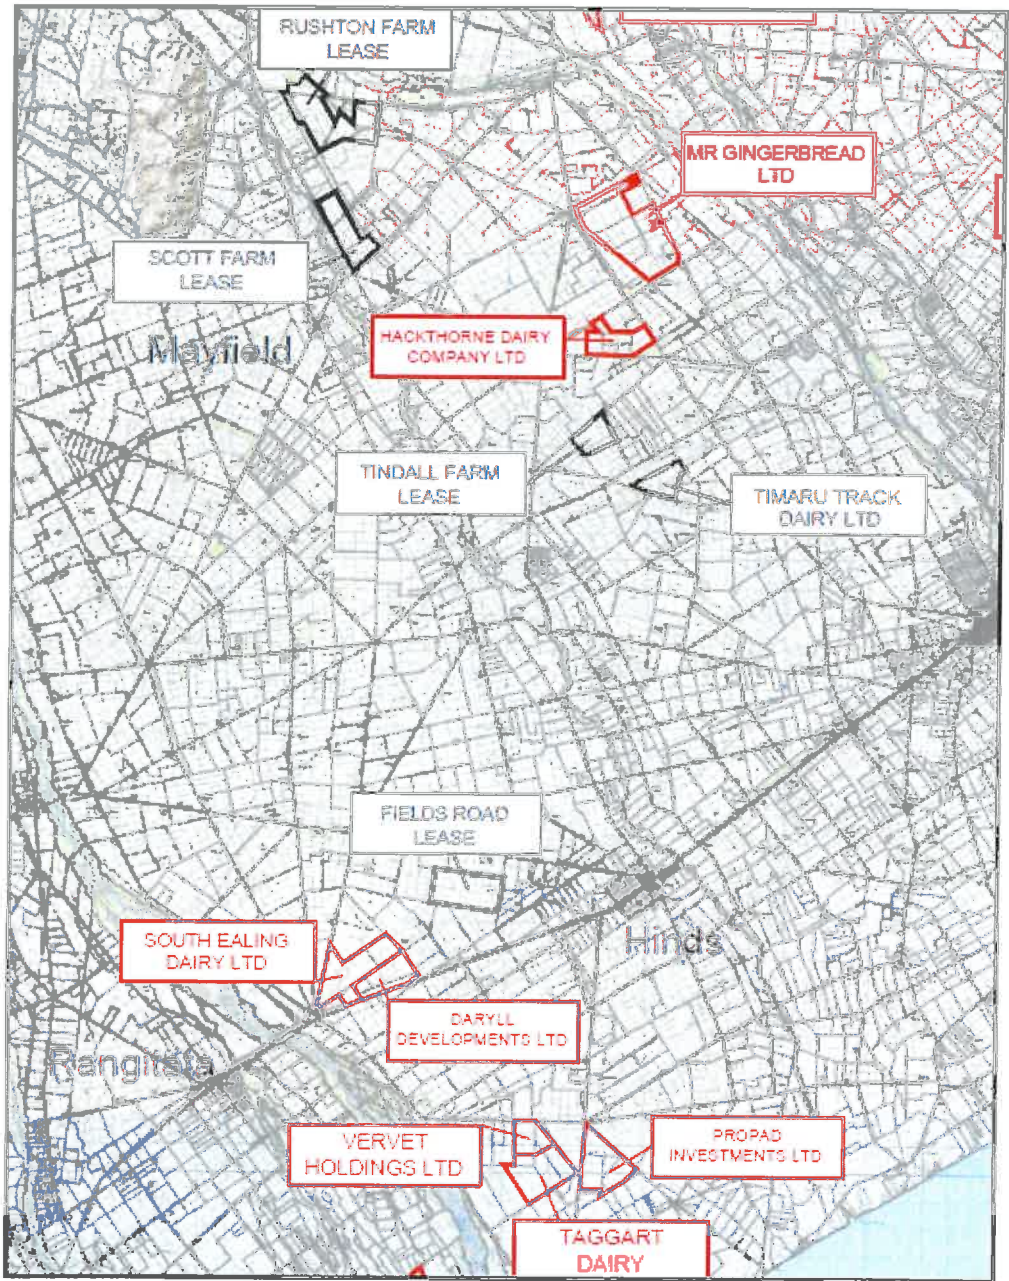 RUSHTON FARM
LEASE
MR GINGERBREAD
LTD
SCOTT FARM
LEASE
HACKTHORNE DAIRY
COMPANY LTD
Mayfield
TINDALL FARM
LEASE
TIMARU TRACK
DAIRY LTD
FIELDS ROAD
LEASE
SOUTH EALING
DAIRY LTD
Hinds
DARYLL
DEVELOPMENTS LTD
Rangitata
VERVET
HOLDINGS LTD
PROPAD
INVESTMENTS LTD
TAGGART
DAIRY